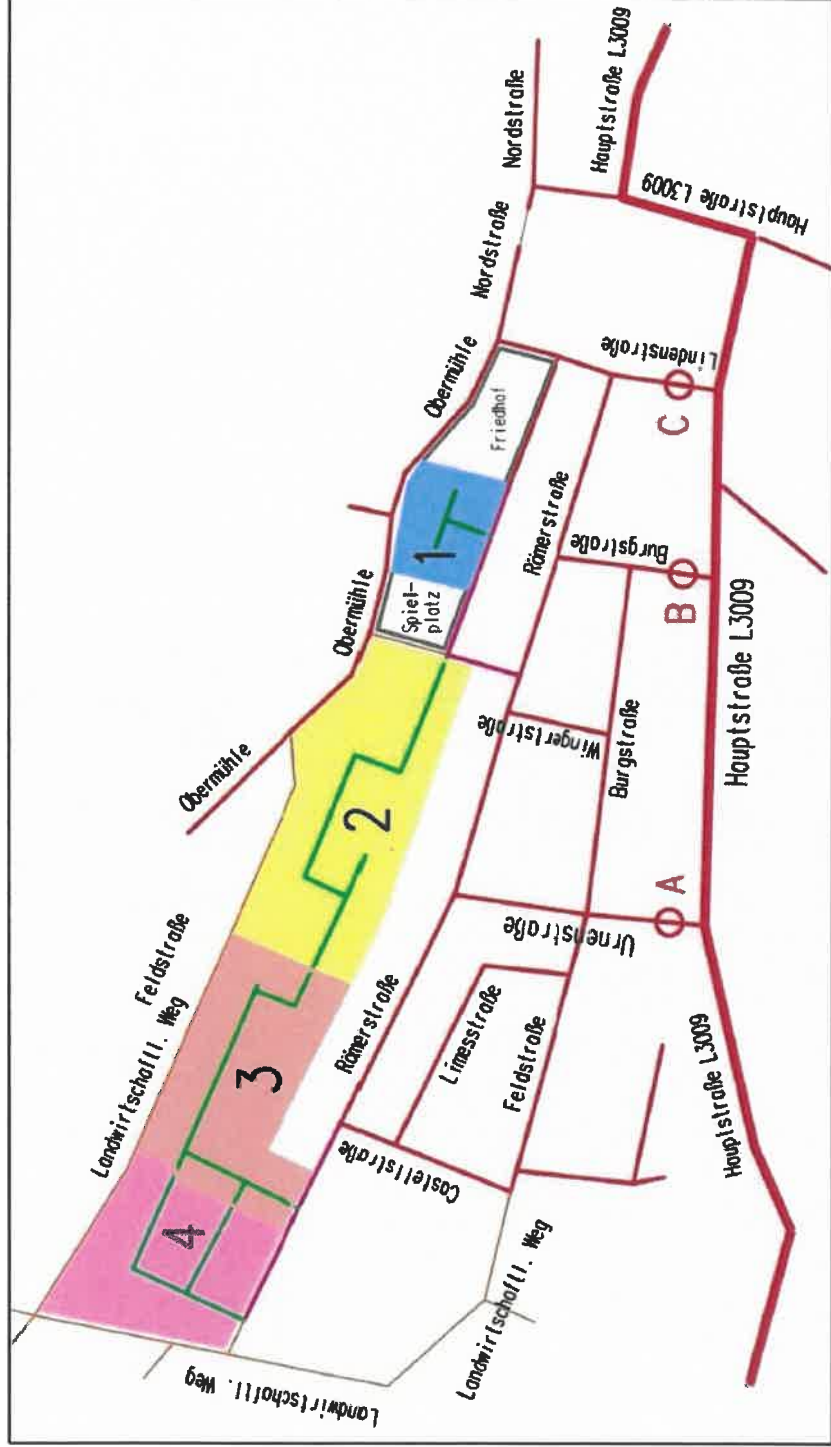 Hauptstraße L3009
Nordstraße
Nordstraße
Hauptstraße L3009
Obermühle
Friedhof
Lindenstraße
C
1
Römerstraße
Burgstraße
B
Obermühle
Spiel-
platz
Hauptstraße L3009
Wingertstraße
Burgstraße
Obermühle
2
A
Urnenstraße
Feldstraße
Landwirtschaftl. Weg
3
Römerstraße
Limesstraße
Feldstraße
Castellstraße
Hauptstraße L3009
4
Landwirtschaftl. Weg
Landwirtschaftl. Weg